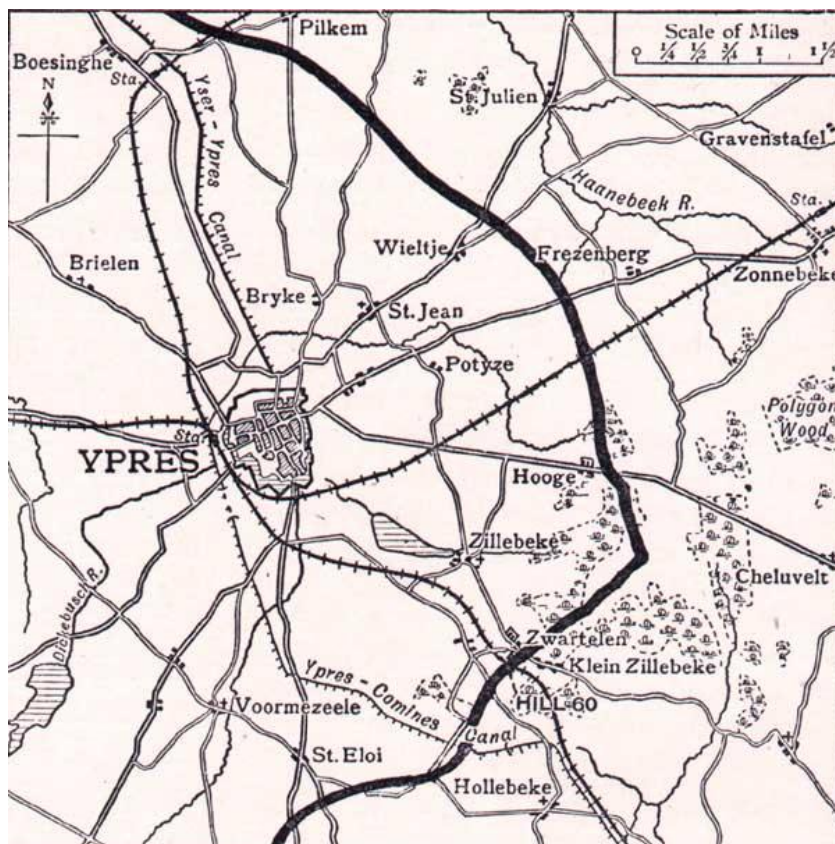 Pilkem
Scale of Miles
0 ¼ ½ ¾ 1 1½
Boesinghe
Sta.
N
St. Julien
Yser-Ypres Canal
Gravenstafel
Haanebeek R.
Sta.
Wieltje
Frezenberg
Zonnebeke
Brielen
Bryke
St. Jean
Potyze
Polygon
Wood
Sta.
YPRES
Hooge
Zillebeke
Cheluvelt
Dickebusch R.
Zwartelen
Klein Zillebeke
Ypres-Comines Canal
HILL 60
Voormezeele
St. Eloi
Hollebeke